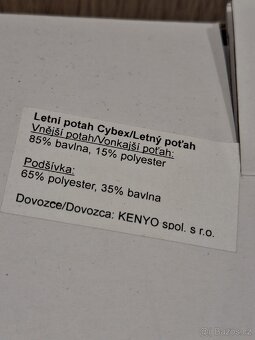 Letní potah Cybex/Letný poťah
Vnější potah/Vonkajší poťah:
85% bavlna, 15% polyester
Podšívka:
65% polyester, 35% bavlna
Dovozce/Dovozca: KENYO spol. s r.o.